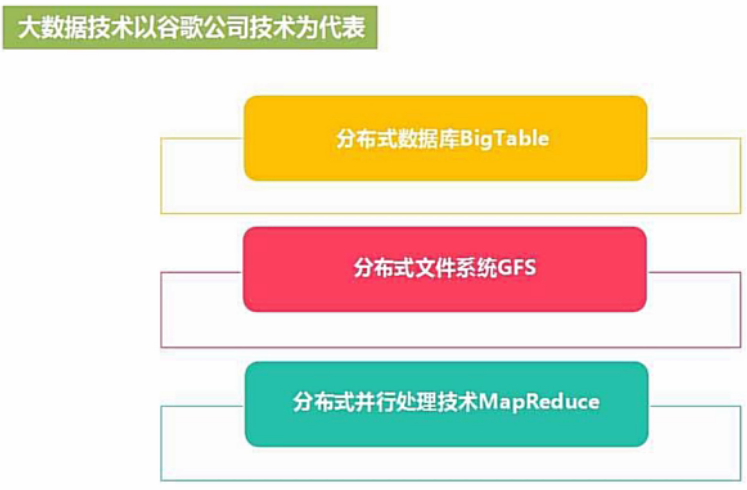 大数据技术以谷歌公司技术为代表
分布式数据库BigTable
分布式文件系统GFS
分布式并行处理技术MapReduce